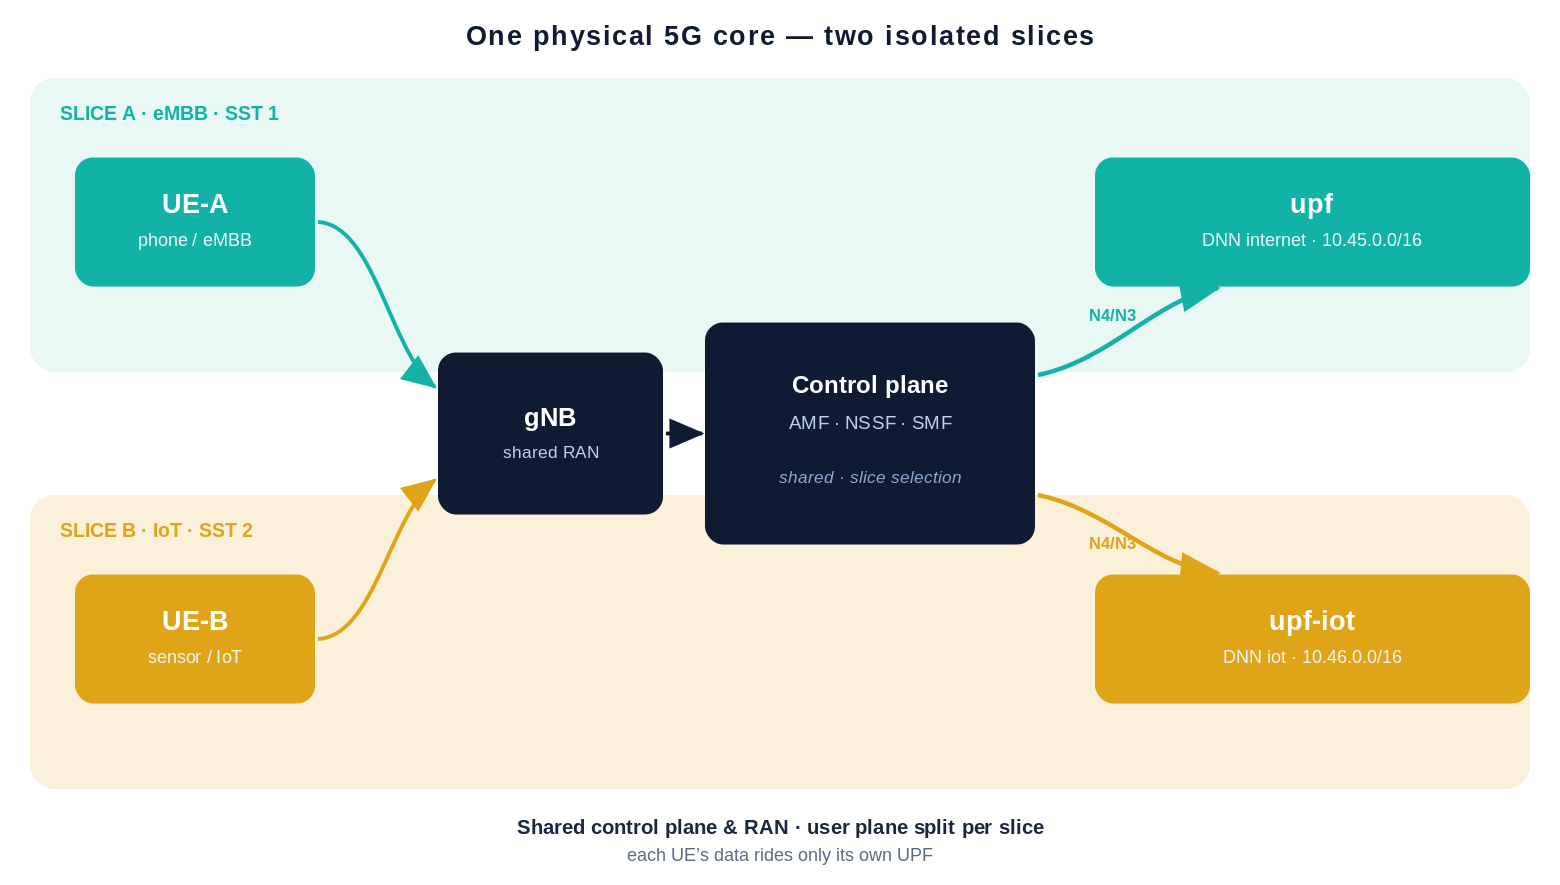 One physical 5G core — two isolated slices
SLICE A · eMBB · SST 1
UE-A
phone / eMBB
upf
DNN internet · 10.45.0.0/16
N4/N3
gNB
shared RAN
Control plane
AMF · NSSF · SMF
shared · slice selection
SLICE B · IoT · SST 2
N4/N3
UE-B
sensor / IoT
upf-iot
DNN iot · 10.46.0.0/16
Shared control plane & RAN · user plane split per slice
each UE’s data rides only its own UPF